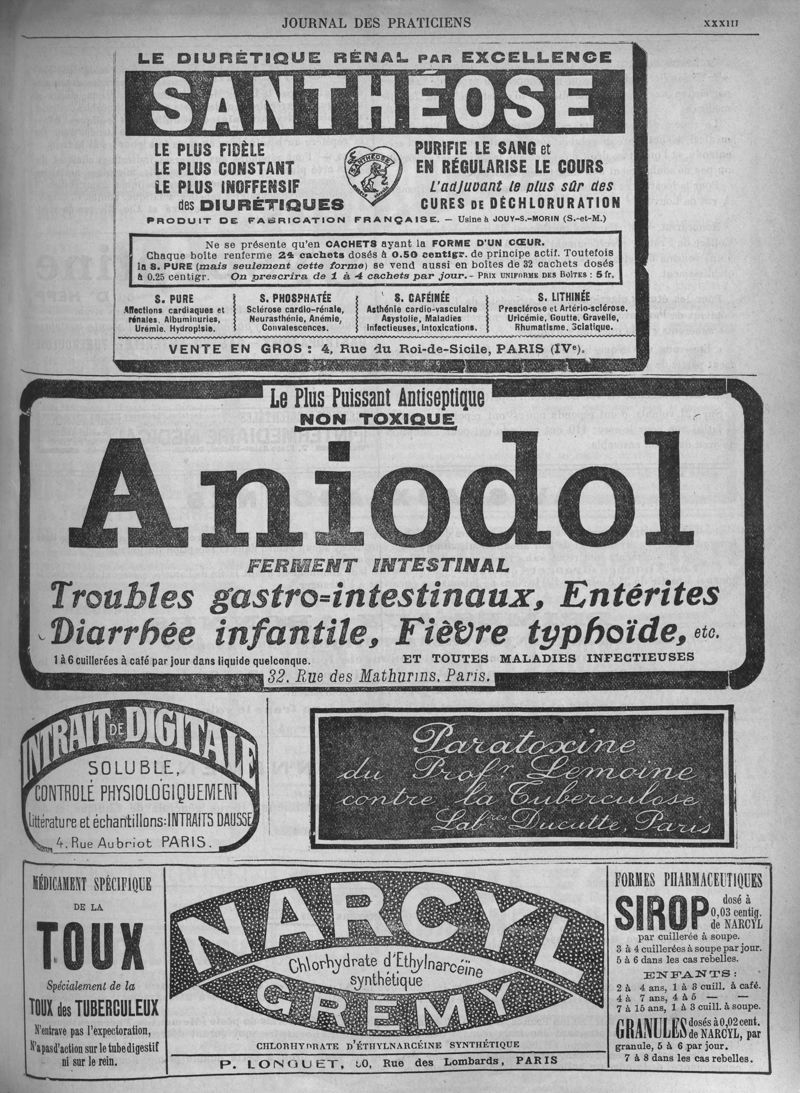 JOURNAL DES PRATICIENS
XXXIII
LE DIURÉTIQUE RÉNAL PAR EXCELLENCE
SANTHÉOSE
LE PLUS FIDÈLE
LE PLUS CONSTANT
LE PLUS INOFFENSIF
des DIURÉTIQUES
SANTHÉOSE
PURIFIE LE SANG et
EN RÉGULARISE LE COURS
L'adjuvant le plus sûr des
CURES de DÉCHLORURATION
PRODUIT DE FABRICATION FRANÇAISE. — Usine à JOUY-S.-MORIN (S.-et-M.)
Ne se présente qu'en CACHETS ayant la FORME D'UN CŒUR.
Chaque boîte renferme 24 cachets dosés à 0.50 centigr. de principe actif. Toutefois
la S. PURE (mais seulement cette forme) se vend aussi en boîtes de 32 cachets dosés
à 0.25 centigr. On prescrira de 1 à 4 cachets par jour. - PRIX UNIFORME DES BOÎTES : 5 fr.
S. PURE
Affections cardiaques et
rénales, Albuminuries,
Urémie, Hydropisie.
S. PHOSPHATÉE
Sclérose cardio-rénale,
Neurasthénie, Anémie,
Convalescences.
S. CAFÉINÉE
Asthénie cardio-vasculaire
Asystolie, Maladies
Infectieuses, Intoxications.
S. LITHINÉE
Presclérose et Artério-sclérose.
Uricémie, Goutte, Gravelle,
Rhumatisme, Sciatique.
VENTE EN GROS : 4, Rue du Roi-de-Sicile, PARIS (IVe).
Le Plus Puissant Antiseptique
NON TOXIQUE
Aniodol
FERMENT INTESTINAL
Troubles gastro=intestinaux, Entérites
Diarrhée infantile, Fièvre typhoïde, etc.
1 à 6 cuillerées à café par jour dans liquide quelconque.
ET TOUTES MALADIES INFECTIEUSES
32, Rue des Mathurins, Paris.
INTRAIT DE DIGITALE
SOLUBLE,
CONTRÔLÉ PHYSIOLOGIQUEMENT
Littérature et échantillons: INTRAITS DAUSSE
4. Rue Aubriot PARIS.
Paratoxine
du Profr. Lemoine
contre la Tuberculose
Labres Ducatte, Paris
MÉDICAMENT SPÉCIFIQUE
DE LA
TOUX
Spécialement de la
TOUX des TUBERCULEUX
N'entrave pas l'expectoration,
N'a pas d'action sur le tube digestif
ni sur le rein.
NARCYL
Chlorhydrate d'Ethylnarcéine
synthétique
GREMY
CHLORHYDRATE D'ÉTHYLNARCÉINE SYNTHÉTIQUE
P. LONGUET, 50, Rue des Lombards, PARIS
FORMES PHARMACEUTIQUES
SIROP dosé à
0,03 centig.
de NARCYL
par cuillerée à soupe.
3 à 4 cuillerées à soupe par jour.
5 à 6 dans les cas rebelles.
ENFANTS :
2 à 4 ans, 1 à 3 cuill. à café.
4 à 7 ans, 4 à 5 — —
7 à 15 ans, 1 à 3 cuill. à soupe.
GRANULES dosés à 0,02 cent.
de NARCYL, par
granule, 5 à 6 par jour.
7 à 8 dans les cas rebelles.